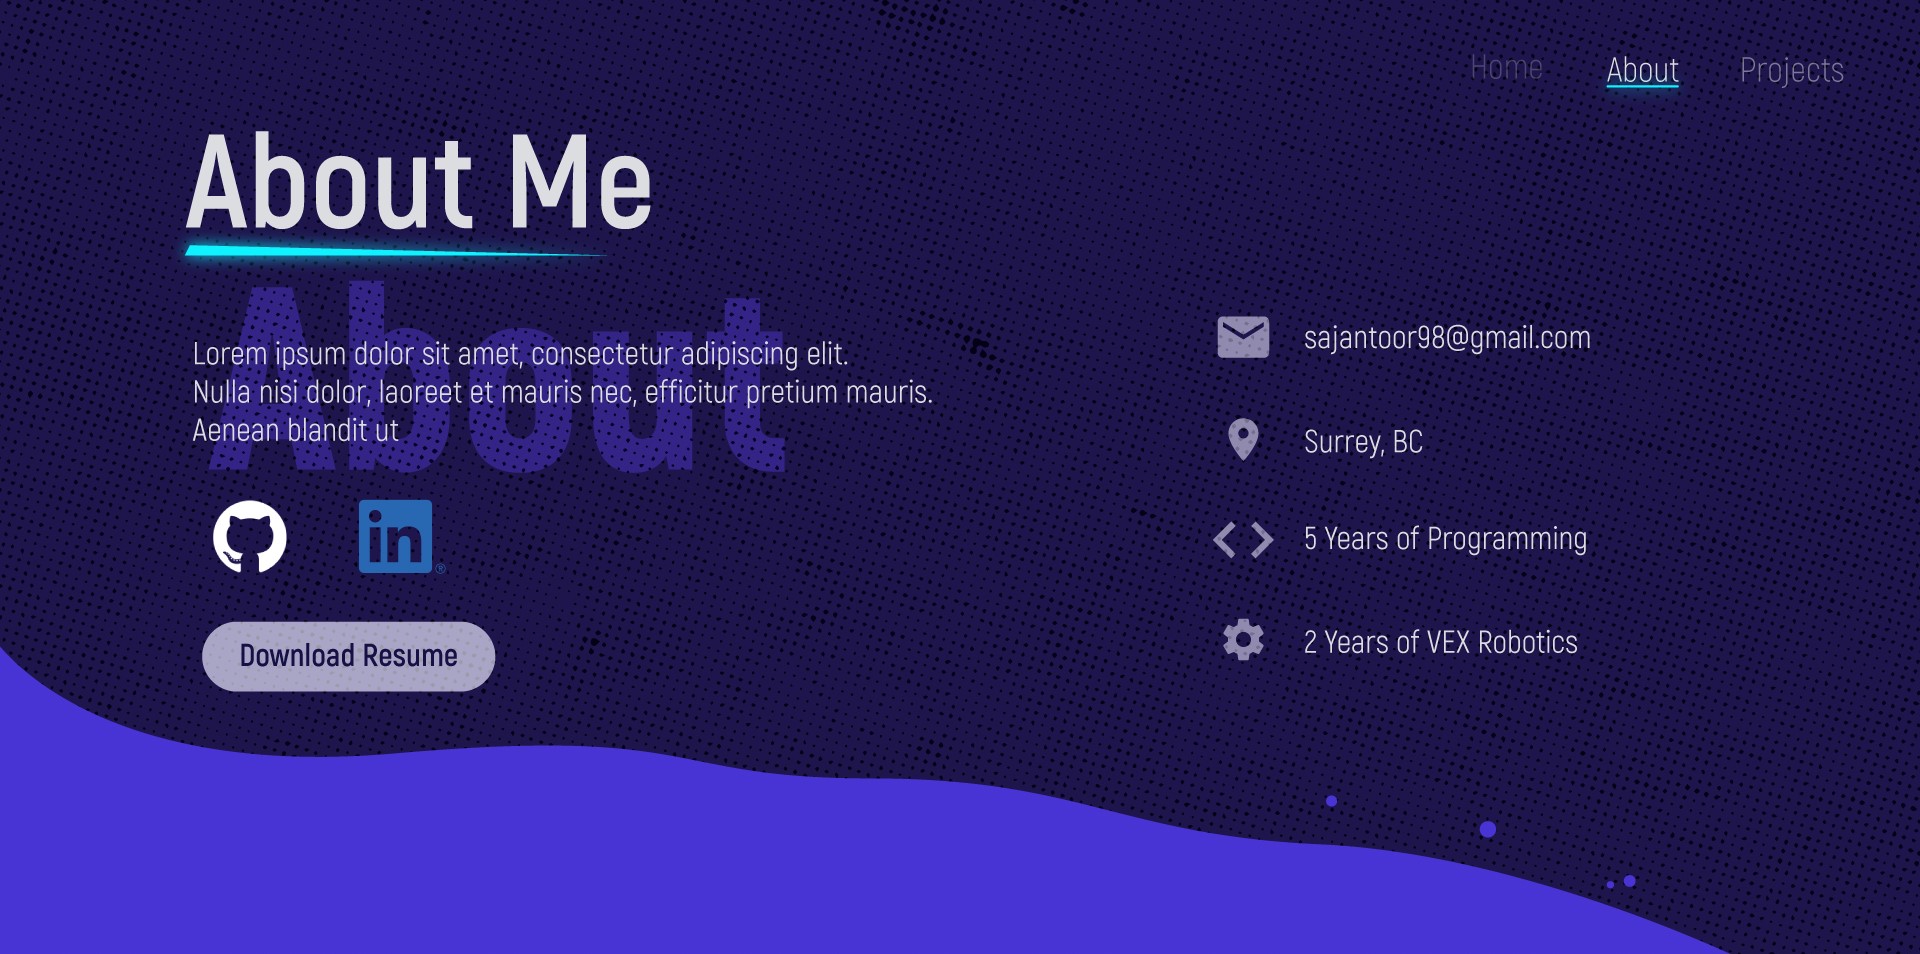 Home About Projects
About Me
About
Lorem ipsum dolor sit amet, consectetur adipiscing elit.
Nulla nisi dolor, laoreet et mauris nec, efficitur pretium mauris.
Aenean blandit ut
in ®
Download Resume
sajantoor98@gmail.com
Surrey, BC
5 Years of Programming
2 Years of VEX Robotics